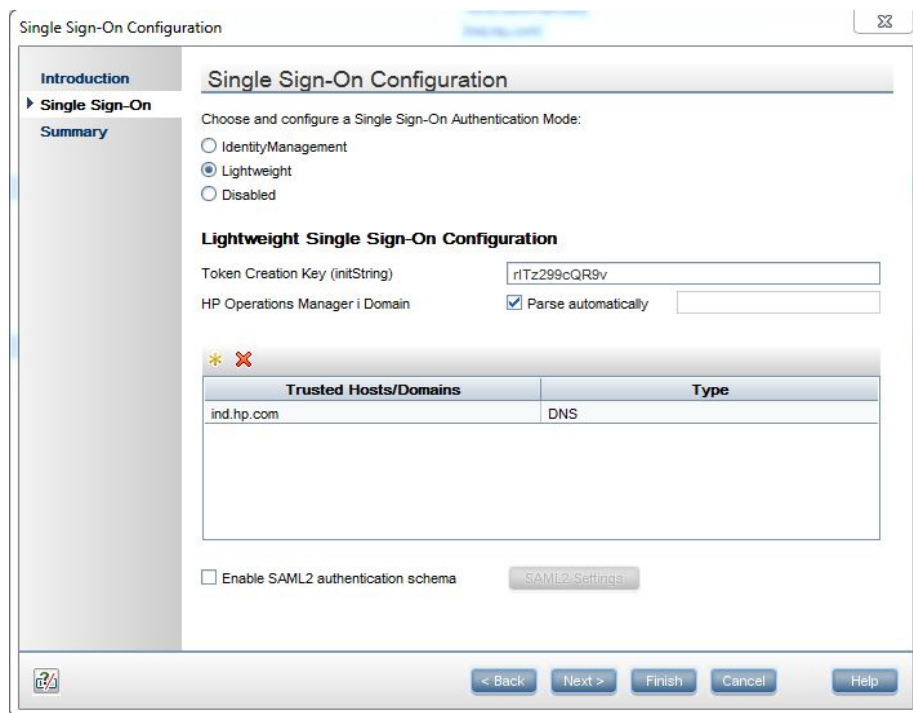 Single Sign-On Configuration
Introduction
Single Sign-On
Summary
Single Sign-On Configuration
Choose and configure a Single Sign-On Authentication Mode:
IdentityManagement
Lightweight
Disabled
Lightweight Single Sign-On Configuration
Token Creation Key (initString) rITz299cQR9v
HP Operations Manager i Domain Parse automatically
Trusted Hosts/Domains Type
ind.hp.com DNS
Enable SAML2 authentication schema SAML2 Settings
< Back Next > Finish Cancel Help